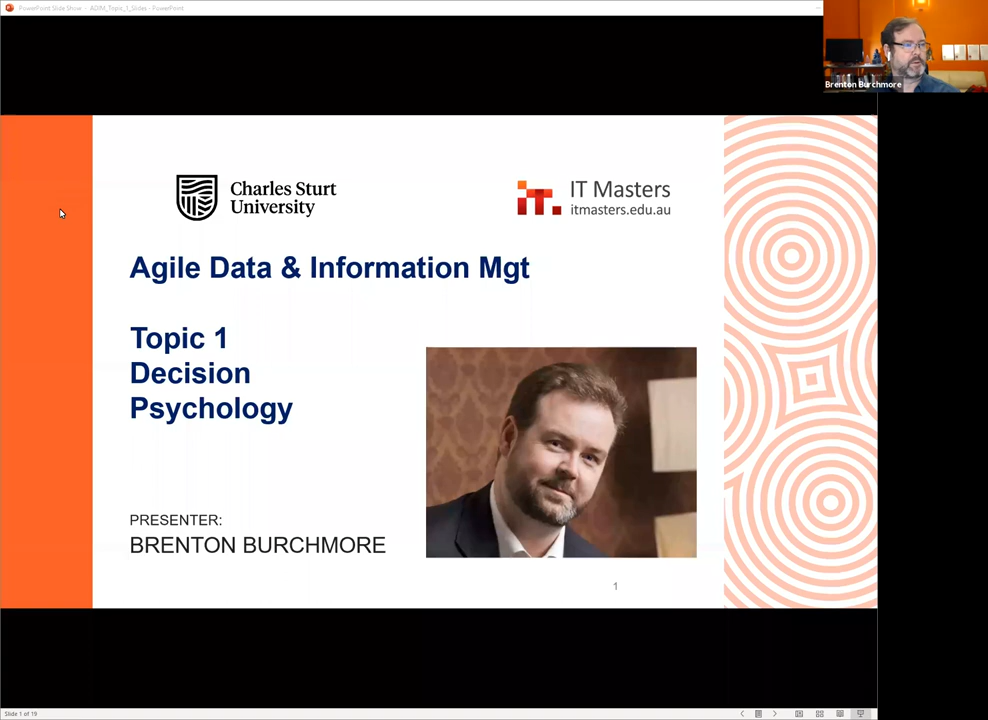 PowerPoint Slide Show - ADIM_Topic_1_Slides - PowerPoint
Brenton Burchmore
Charles Sturt
University
IT Masters
itmasters.edu.au
Agile Data & Information Mgt
Topic 1
Decision
Psychology
PRESENTER:
BRENTON BURCHMORE
1
Slide 1 of 19